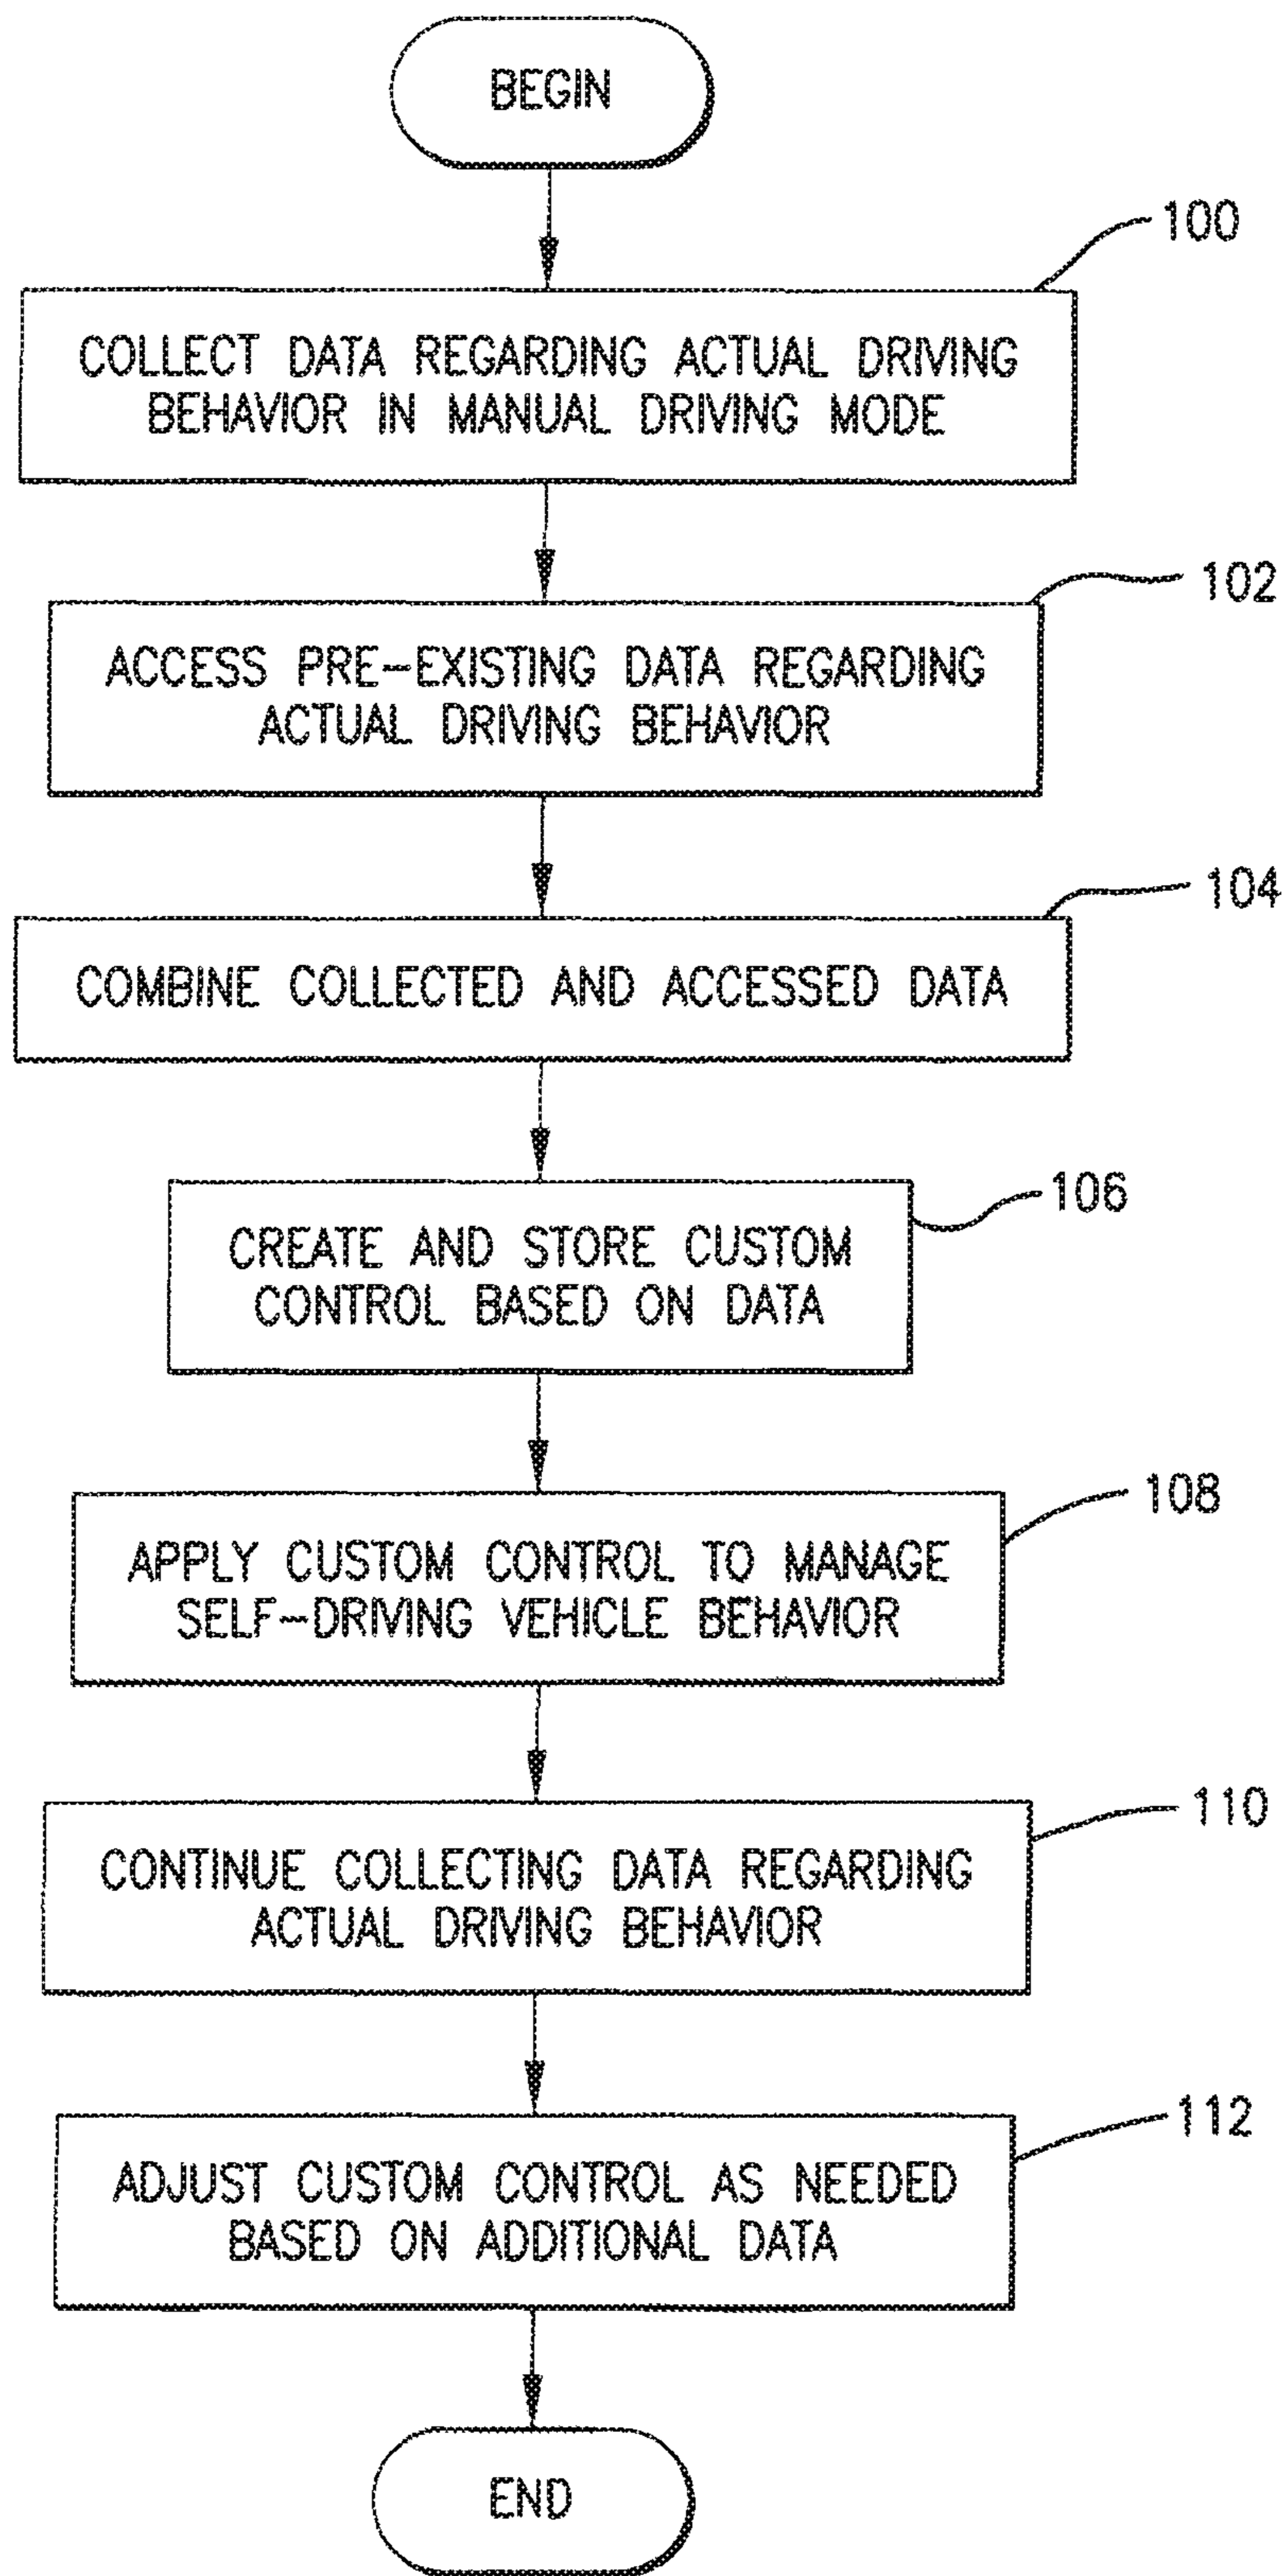 BEGIN
100
COLLECT DATA REGARDING ACTUAL DRIVING
BEHAVIOR IN MANUAL DRIVING MODE
102
ACCESS PRE-EXISTING DATA REGARDING
ACTUAL DRIVING BEHAVIOR
104
COMBINE COLLECTED AND ACCESSED DATA
106
CREATE AND STORE CUSTOM
CONTROL BASED ON DATA
108
APPLY CUSTOM CONTROL TO MANAGE
SELF-DRIVING VEHICLE BEHAVIOR
110
CONTINUE COLLECTING DATA REGARDING
ACTUAL DRIVING BEHAVIOR
112
ADJUST CUSTOM CONTROL AS NEEDED
BASED ON ADDITIONAL DATA
END